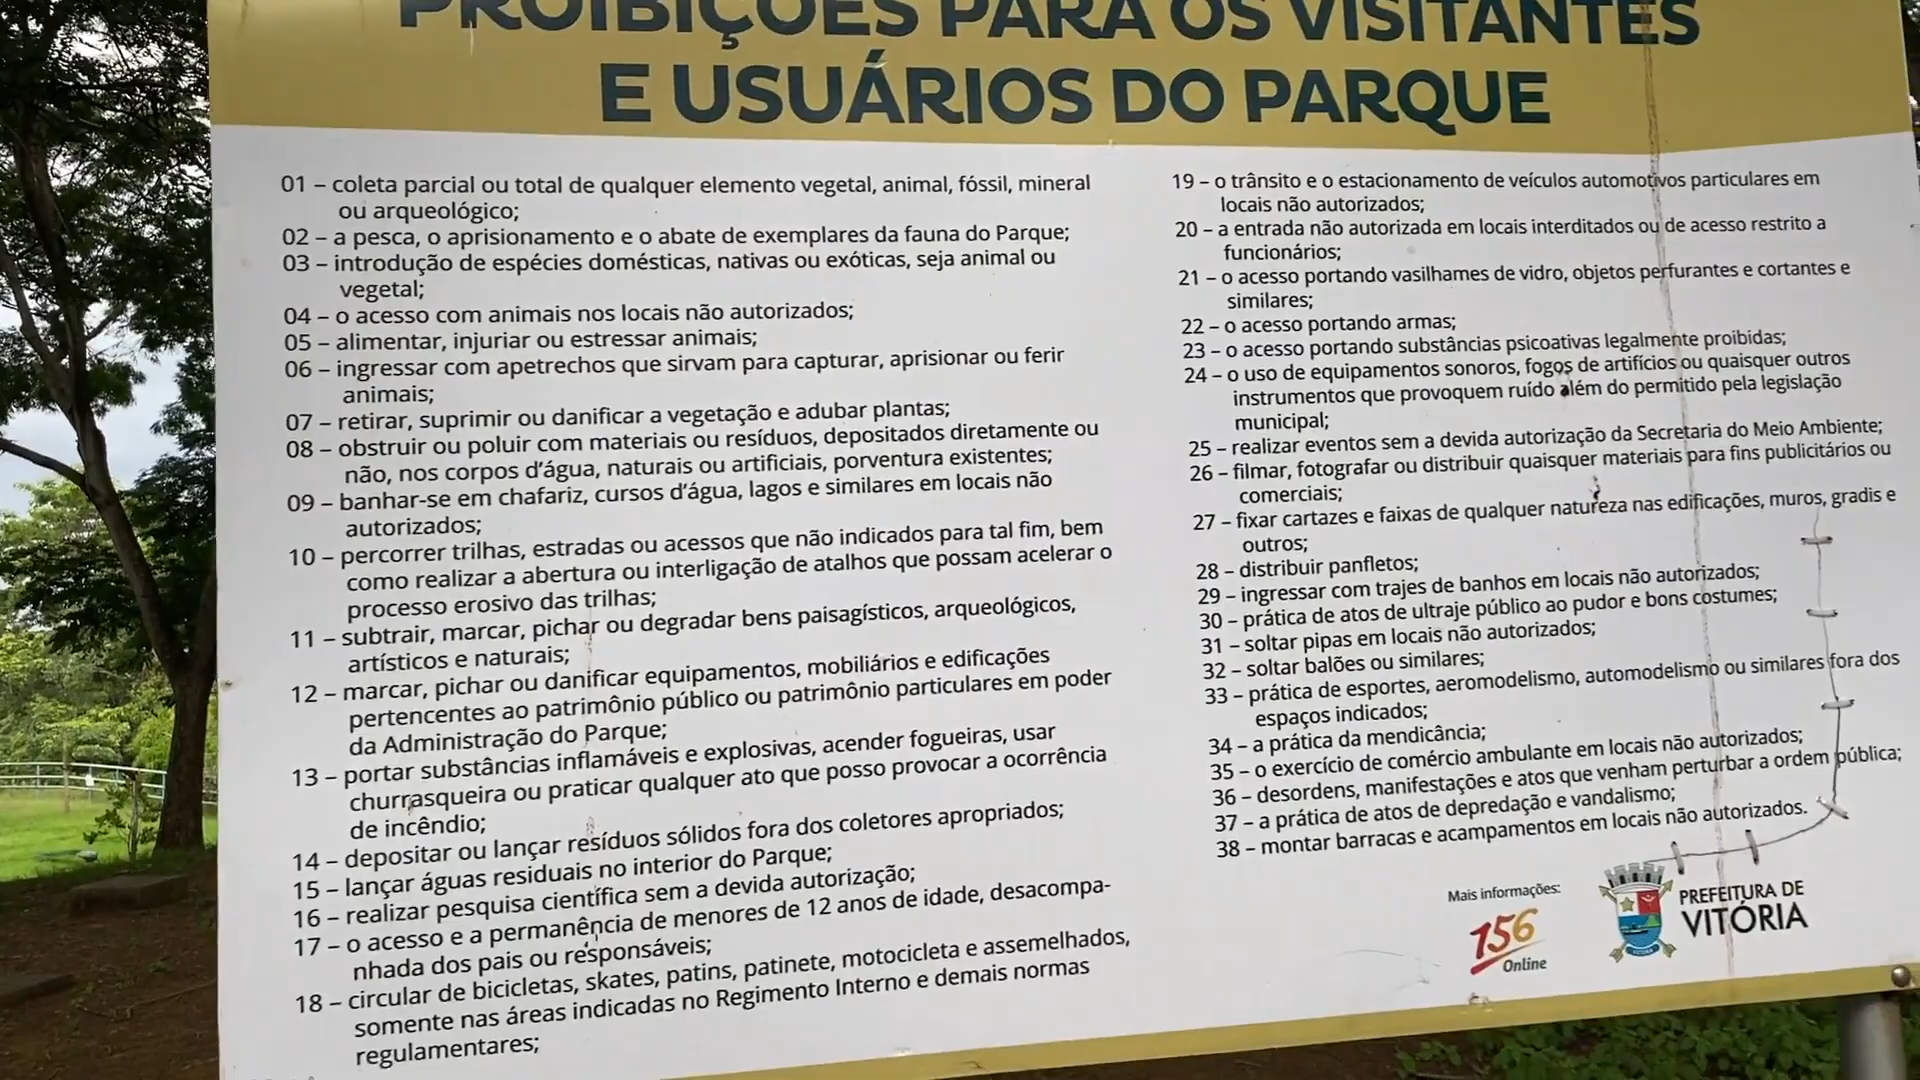 PROIBIÇÕES PARA OS VISITANTES
E USUÁRIOS DO PARQUE
01 – coleta parcial ou total de qualquer elemento vegetal, animal, fóssil, mineral
ou arqueológico;
02 – a pesca, o aprisionamento e o abate de exemplares da fauna do Parque;
03 – introdução de espécies domésticas, nativas ou exóticas, seja animal ou
vegetal;
04 – o acesso com animais nos locais não autorizados;
05 – alimentar, injuriar ou estressar animais;
06 – ingressar com apetrechos que sirvam para capturar, aprisionar ou ferir
animais;
07 – retirar, suprimir ou danificar a vegetação e adubar plantas;
08 – obstruir ou poluir com materiais ou resíduos, depositados diretamente ou
não, nos corpos d'água, naturais ou artificiais, porventura existentes;
09 – banhar-se em chafariz, cursos d'água, lagos e similares em locais não
autorizados;
10 – percorrer trilhas, estradas ou acessos que não indicados para tal fim, bem
como realizar a abertura ou interligação de atalhos que possam acelerar o
processo erosivo das trilhas;
11 – subtrair, marcar, pichar ou degradar bens paisagísticos, arqueológicos,
artísticos e naturais;
12 – marcar, pichar ou danificar equipamentos, mobiliários e edificações
pertencentes ao patrimônio público ou patrimônio particulares em poder
da Administração do Parque;
13 – portar substâncias inflamáveis e explosivas, acender fogueiras, usar
churrasqueira ou praticar qualquer ato que posso provocar a ocorrência
de incêndio;
14 – depositar ou lançar resíduos sólidos fora dos coletores apropriados;
15 – lançar águas residuais no interior do Parque;
16 – realizar pesquisa científica sem a devida autorização;
17 – o acesso e a permanência de menores de 12 anos de idade, desacompa-
nhada dos pais ou responsáveis;
18 – circular de bicicletas, skates, patins, patinete, motocicleta e assemelhados,
somente nas áreas indicadas no Regimento Interno e demais normas
regulamentares;
19 – o trânsito e o estacionamento de veículos automotivos particulares em
locais não autorizados;
20 – a entrada não autorizada em locais interditados ou de acesso restrito a
funcionários;
21 – o acesso portando vasilhames de vidro, objetos perfurantes e cortantes e
similares;
22 – o acesso portando armas;
23 – o acesso portando substâncias psicoativas legalmente proibidas;
24 – o uso de equipamentos sonoros, fogos de artifícios ou quaisquer outros
instrumentos que provoquem ruído além do permitido pela legislação
municipal;
25 – realizar eventos sem a devida autorização da Secretaria do Meio Ambiente;
26 – filmar, fotografar ou distribuir quaisquer materiais para fins publicitários ou
comerciais;
27 – fixar cartazes e faixas de qualquer natureza nas edificações, muros, gradis e
outros;
28 – distribuir panfletos;
29 – ingressar com trajes de banhos em locais não autorizados;
30 – prática de atos de ultraje público ao pudor e bons costumes;
31 – soltar pipas em locais não autorizados;
32 – soltar balões ou similares;
33 – prática de esportes, aeromodelismo, automodelismo ou similares fora dos
espaços indicados;
34 – a prática da mendicância;
35 – o exercício de comércio ambulante em locais não autorizados;
36 – desordens, manifestações e atos que venham perturbar a ordem pública;
37 – a prática de atos de depredação e vandalismo;
38 – montar barracas e acampamentos em locais não autorizados.
Mais informações:
156
Online
PREFEITURA DE
VITÓRIA